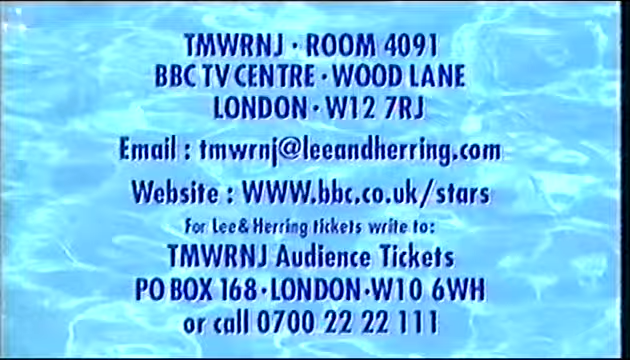 TMWRNJ · ROOM 4091
BBC TV CENTRE · WOOD LANE
LONDON · W12 7RJ
Email : tmwrnj@leeandherring.com
Website : WWW.bbc.co.uk/stars
For Lee&Herring tickets write to:
TMWRNJ Audience Tickets
PO BOX 168·LONDON·W10 6WH
or call 0700 22 22 111